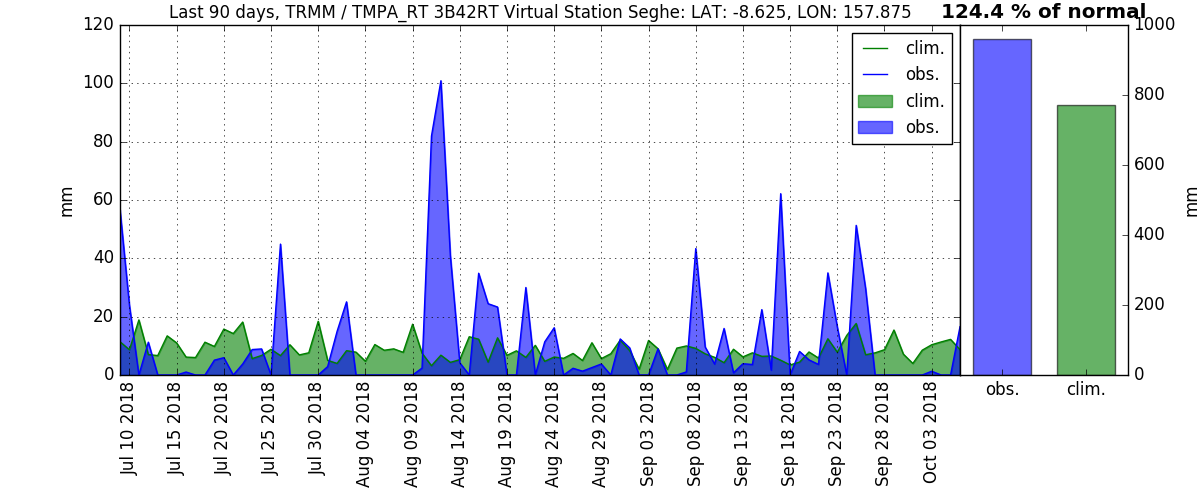 Last 90 days, TRMM / TMPA_RT 3B42RT Virtual Station Seghe: LAT: -8.625, LON: 157.875
124.4 % of normal
120
100
80
60
40
20
0
mm
clim.
obs.
clim.
obs.
1000
800
600
400
200
0
mm
obs.
clim.
Jul 10 2018
Jul 15 2018
Jul 20 2018
Jul 25 2018
Jul 30 2018
Aug 04 2018
Aug 09 2018
Aug 14 2018
Aug 19 2018
Aug 24 2018
Aug 29 2018
Sep 03 2018
Sep 08 2018
Sep 13 2018
Sep 18 2018
Sep 23 2018
Sep 28 2018
Oct 03 2018